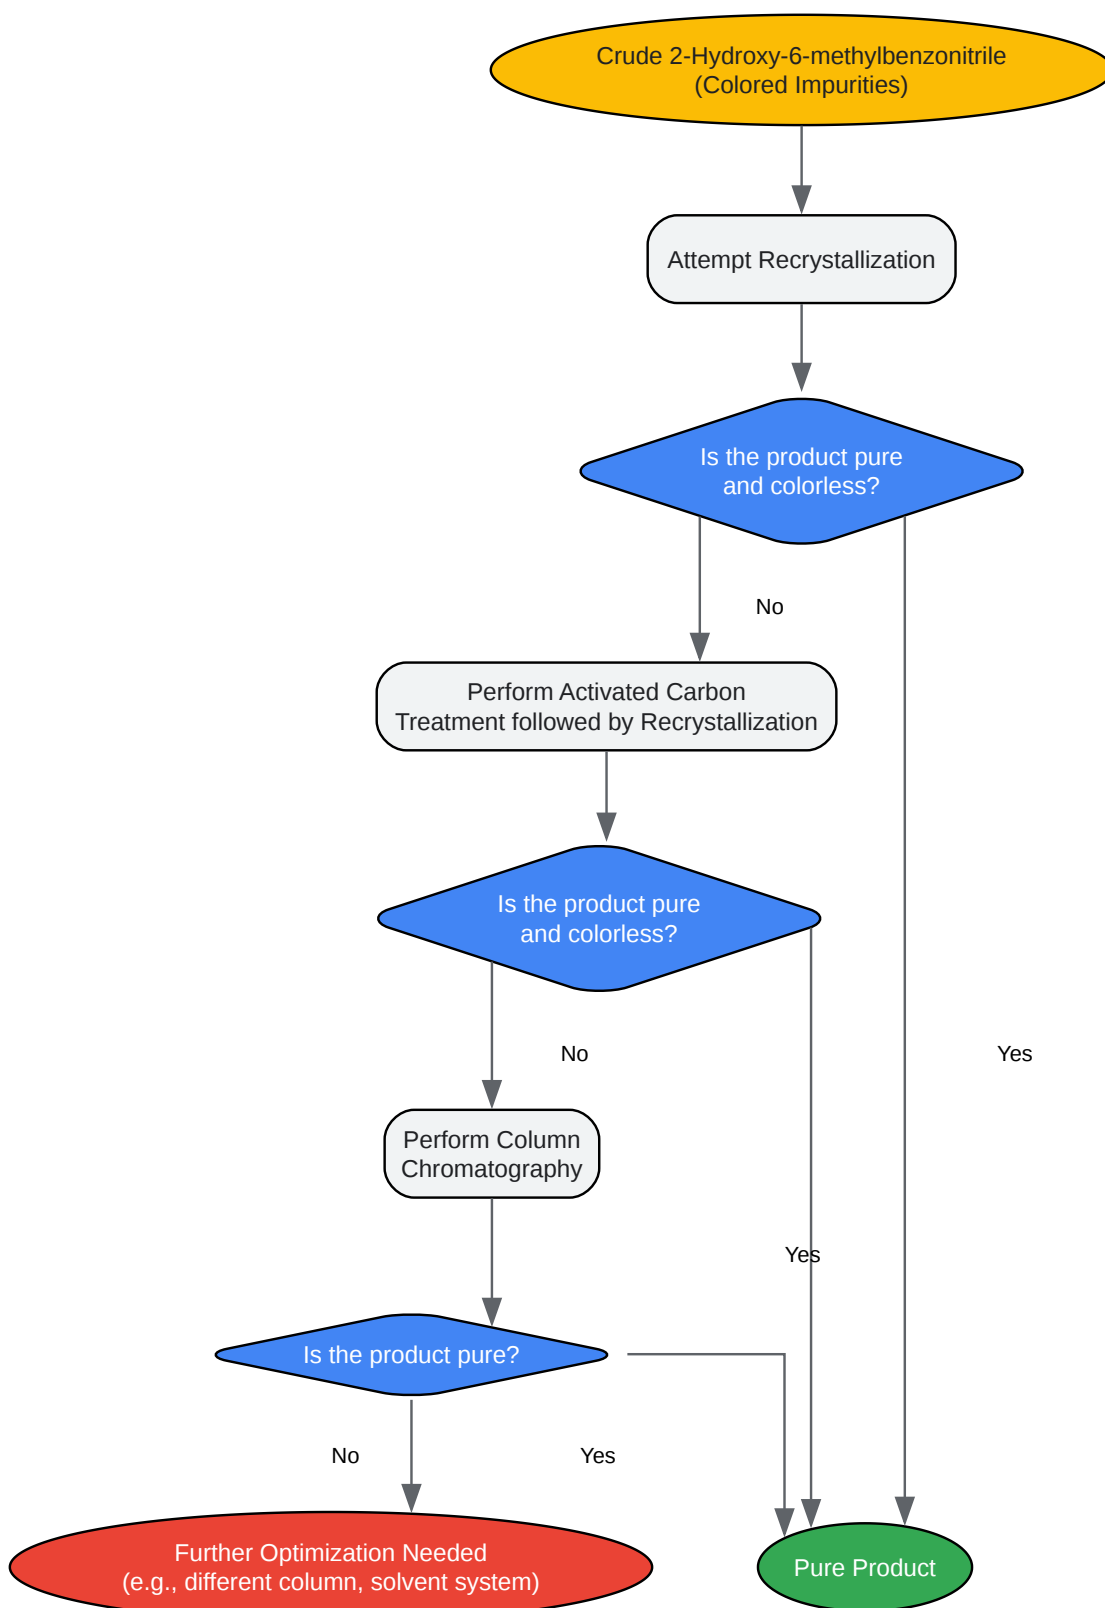 Crude 2-Hydroxy-6-methylbenzonitrile
(Colored Impurities)
Attempt Recrystallization
Is the product pure
and colorless?
No
Perform Activated Carbon
Treatment followed by Recrystallization
Is the product pure
and colorless?
No
Yes
Perform Column
Chromatography
Yes
Is the product pure?
No
Yes
Further Optimization Needed
(e.g., different column, solvent system)
Pure Product